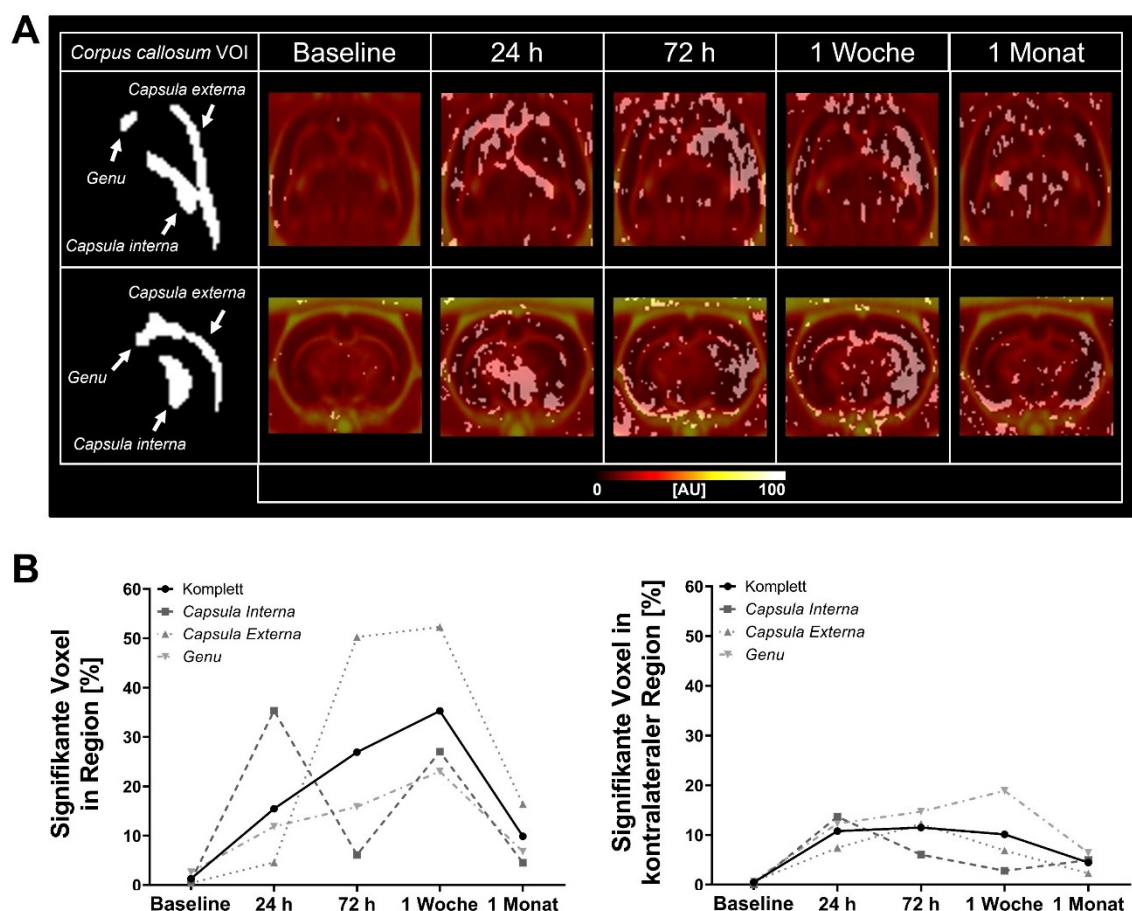 A
Corpus callosum VOI
Baseline
24 h
72 h
1 Woche
1 Monat
Capsula externa
Genu
Capsula interna
Capsula externa
Genu
Capsula interna
0 [AU] 100
B
Signifikante Voxel
in Region [%]
60
50
40
30
20
10
0
Komplett
Capsula Interna
Capsula Externa
Genu
Baseline 24 h 72 h 1 Woche 1 Monat
Signifikante Voxel in
kontralateraler Region [%]
60
50
40
30
20
10
0
Komplett
Capsula Interna
Capsula Externa
Genu
Baseline 24 h 72 h 1 Woche 1 Monat